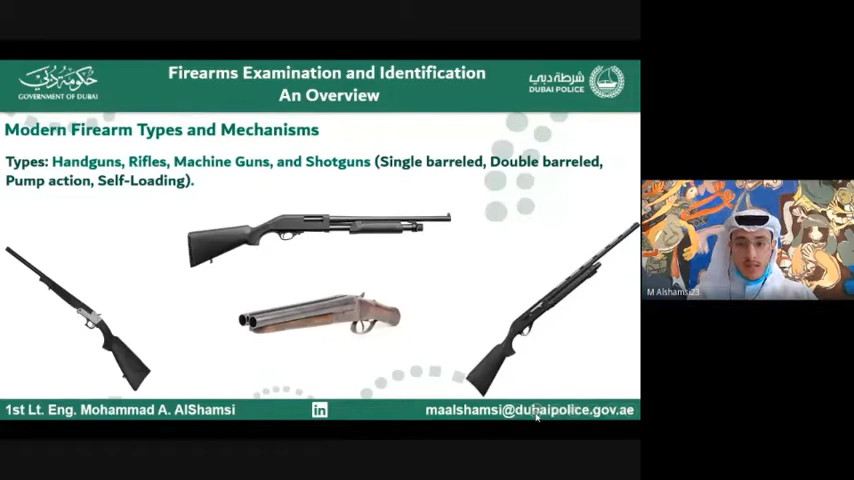 حكومة دبي
GOVERNMENT OF DUBAI
Firearms Examination and Identification
An Overview
شرطة دبي
DUBAI POLICE
Modern Firearm Types and Mechanisms
Types: Handguns, Rifles, Machine Guns, and Shotguns (Single barreled, Double barreled,
Pump action, Self-Loading).
M Alshamsi23
1st Lt. Eng. Mohammad A. AlShamsi
in
maalshamsi@dubaipolice.gov.ae